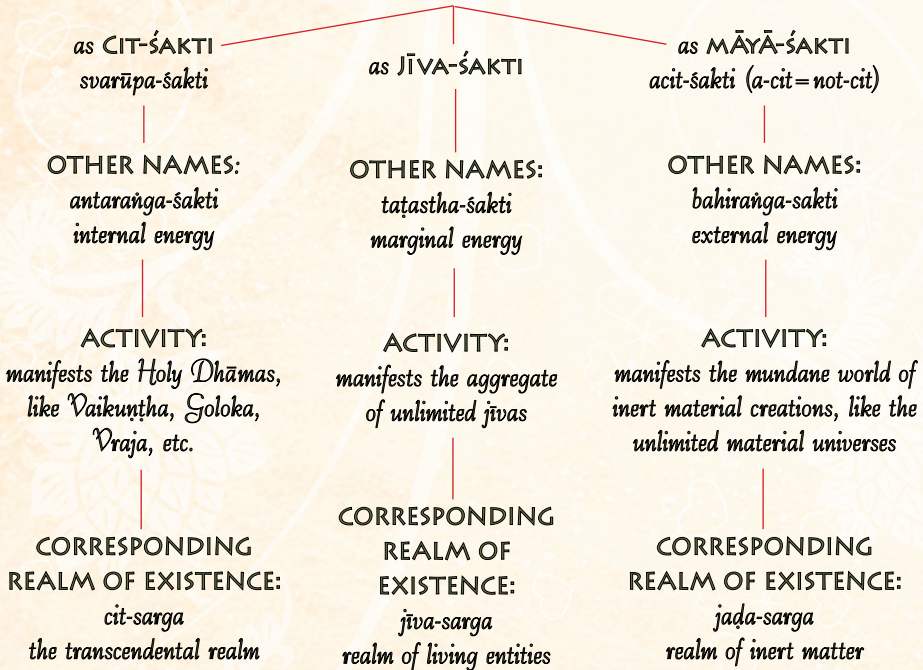 as CIT-ŚAKTI
svarūpa-śakti
OTHER NAMES:
antaraṅga-śakti
internal energy
ACTIVITY:
manifests the Holy Dhāmas,
like Vaikuṇṭha, Goloka,
Vraja, etc.
CORRESPONDING
REALM OF EXISTENCE:
cit-sarga
the transcendental realm
as JĪVA-ŚAKTI
OTHER NAMES:
taṭastha-śakti
marginal energy
ACTIVITY:
manifests the aggregate
of unlimited jīvas
CORRESPONDING
REALM OF
EXISTENCE:
jīva-sarga
realm of living entities
as MĀYĀ-ŚAKTI
acit-śakti (a-cit=not-cit)
OTHER NAMES:
bahiraṅga-sakti
external energy
ACTIVITY:
manifests the mundane world of
inert material creations, like the
unlimited material universes
CORRESPONDING
REALM OF EXISTENCE:
jaḍa-sarga
realm of inert matter